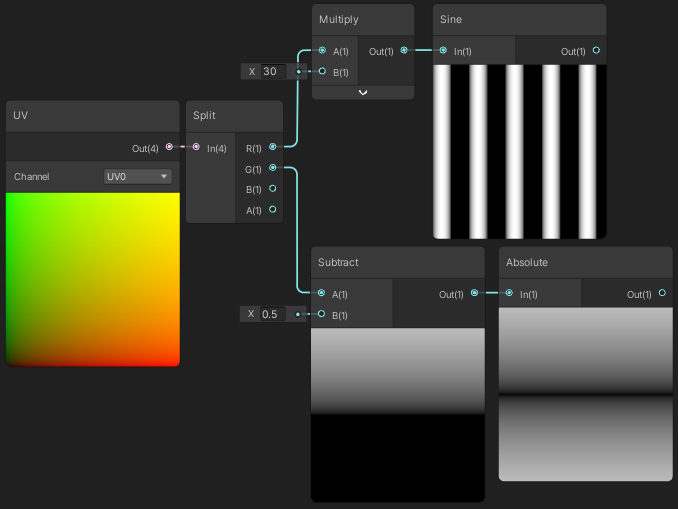 Multiply
A(1) Out(1)
X 30
B(1)
Sine
In(1) Out(1)
UV
Out(4)
Channel UV0
Split
In(4) R(1)
G(1)
B(1)
A(1)
Subtract
A(1) Out(1)
X 0.5
B(1)
Absolute
In(1) Out(1)